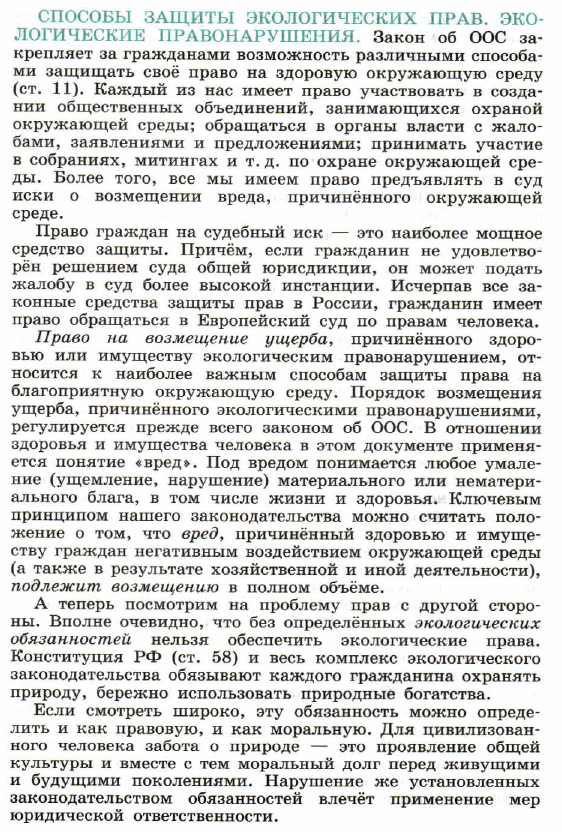 СПОСОБЫ ЗАЩИТЫ ЭКОЛОГИЧЕСКИХ ПРАВ. ЭКО-
ЛОГИЧЕСКИЕ ПРАВОНАРУШЕНИЯ. Закон об ООС за-
крепляет за гражданами возможность различными способа-
ми защищать своё право на здоровую окружающую среду
(ст. 11). Каждый из нас имеет право участвовать в созда-
нии общественных объединений, занимающихся охраной
окружающей среды; обращаться в органы власти с жало-
бами, заявлениями и предложениями; принимать участие
в собраниях, митингах и т. д. по охране окружающей сре-
ды. Более того, все мы имеем право предъявлять в суд
иски о возмещении вреда, причинённого окружающей
среде.
Право граждан на судебный иск — это наиболее мощное
средство защиты. Причём, если гражданин не удовлетво-
рён решением суда общей юрисдикции, он может подать
жалобу в суд более высокой инстанции. Исчерпав все за-
конные средства защиты прав в России, гражданин имеет
право обращаться в Европейский суд по правам человека.
Право на возмещение ущерба, причинённого здоро-
вью или имуществу экологическим правонарушением, от-
носится к наиболее важным способам защиты права на
благоприятную окружающую среду. Порядок возмещения
ущерба, причинённого экологическими правонарушениями,
регулируется прежде всего законом об ООС. В отношении
здоровья и имущества человека в этом документе применя-
ется понятие «вред». Под вредом понимается любое умале-
ние (ущемление, нарушение) материального или нематери-
ального блага, в том числе жизни и здоровья. Ключевым
принципом нашего законодательства можно считать поло-
жение о том, что вред, причинённый здоровью и имуще-
ству граждан негативным воздействием окружающей среды
(а также в результате хозяйственной и иной деятельности),
подлежит возмещению в полном объёме.
А теперь посмотрим на проблему прав с другой сторо-
ны. Вполне очевидно, что без определённых экологических
обязанностей нельзя обеспечить экологические права.
Конституция РФ (ст. 58) и весь комплекс экологического
законодательства обязывают каждого гражданина охранять
природу, бережно использовать природные богатства.
Если смотреть широко, эту обязанность можно опреде-
лить и как правовую, и как моральную. Для цивилизован-
ного человека забота о природе — это проявление общей
культуры и вместе с тем моральный долг перед живущими
и будущими поколениями. Нарушение же установленных
законодательством обязанностей влечёт применение мер
юридической ответственности.